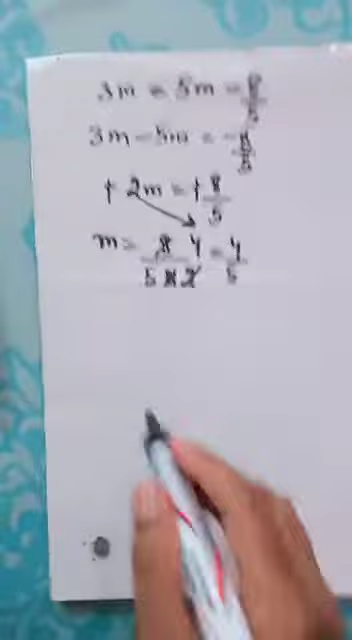 3m = 5m - 8/5
3m - 5m = -8/5
+ 2m = + 8/5
m = 8 4 / 5 × 2 = 4/5